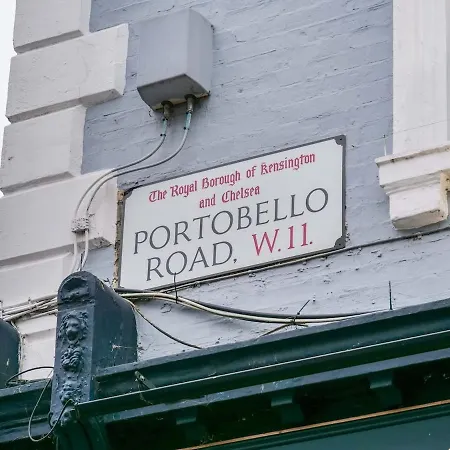 The Royal Borough of Kensington
and Chelsea
PORTOBELLO
ROAD, W.11.